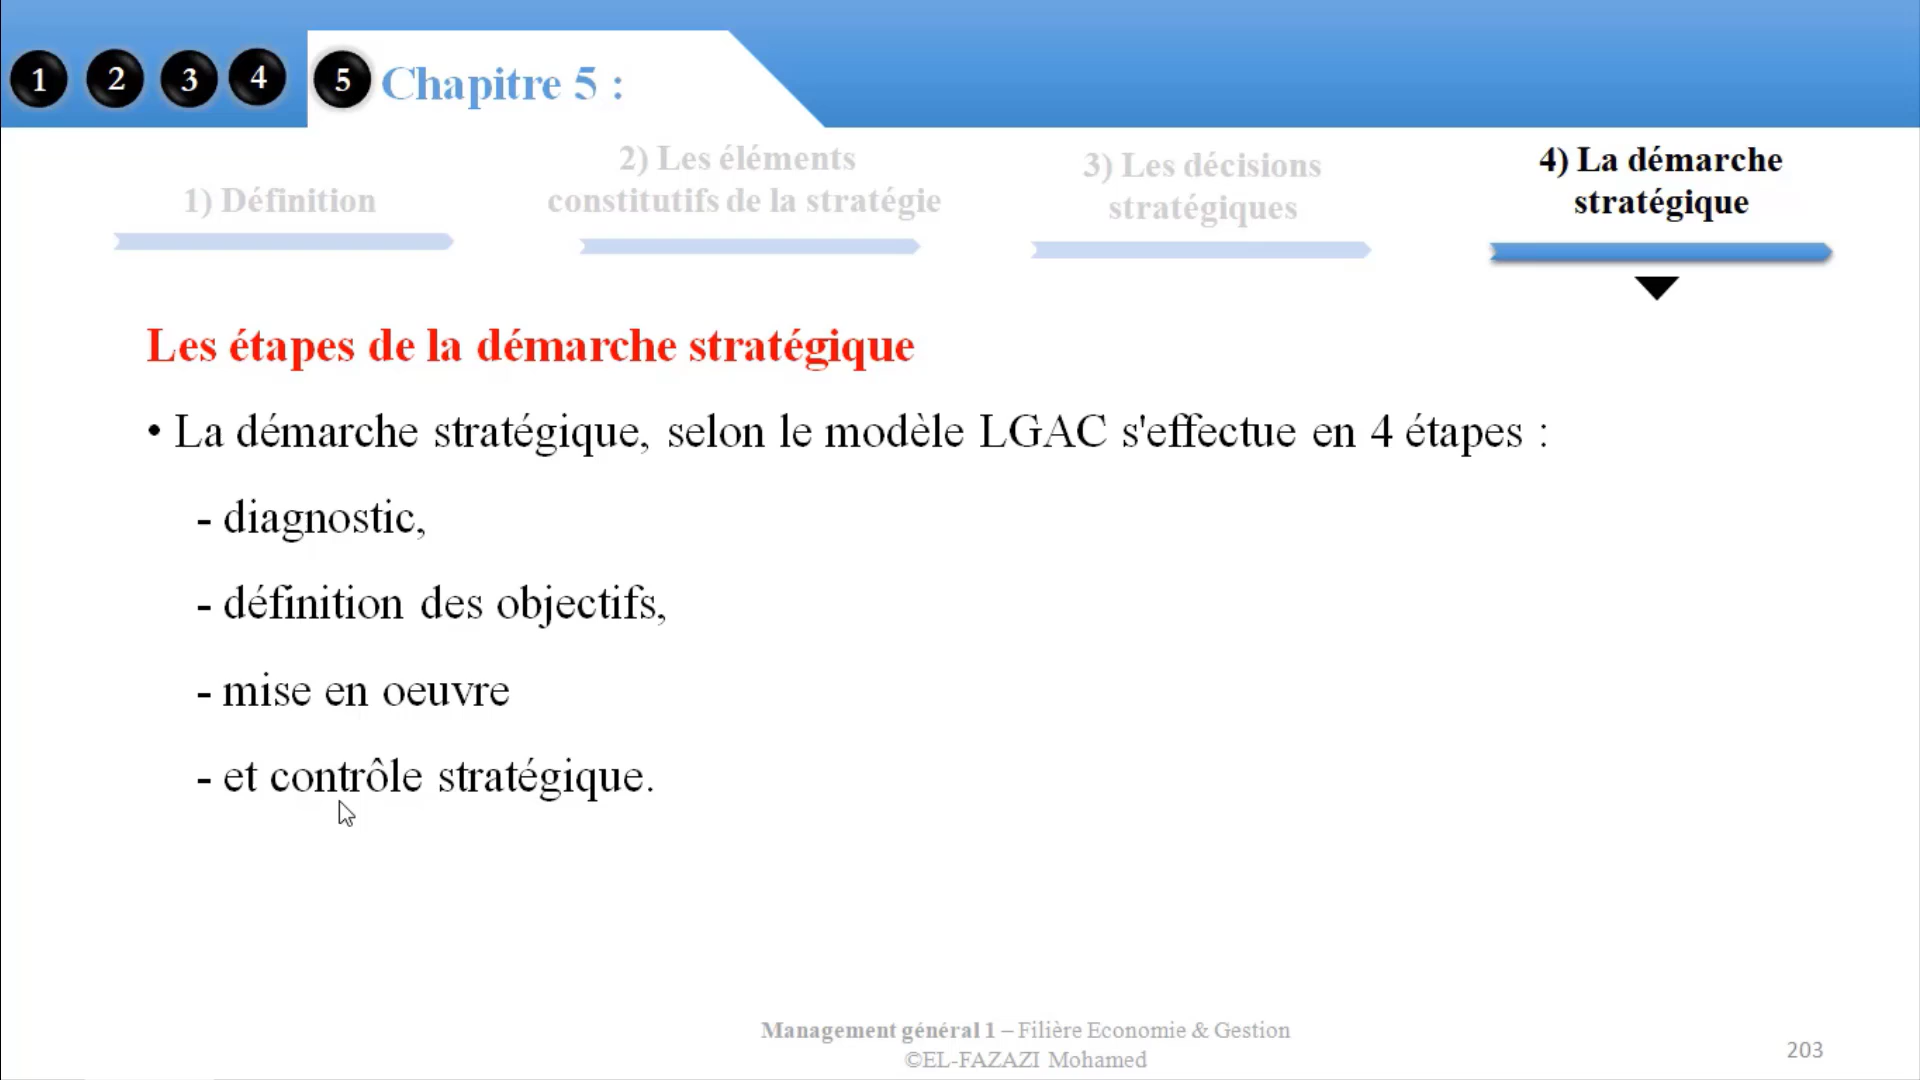 1 2 3 4 5 Chapitre 5 :
1) Définition
2) Les éléments
constitutifs de la stratégie
3) Les décisions
stratégiques
4) La démarche
stratégique
Les étapes de la démarche stratégique
• La démarche stratégique, selon le modèle LGAC s'effectue en 4 étapes :
- diagnostic,
- définition des objectifs,
- mise en oeuvre
- et contrôle stratégique.
Management général 1 – Filière Economie & Gestion
©EL-FAZAZI Mohamed
203